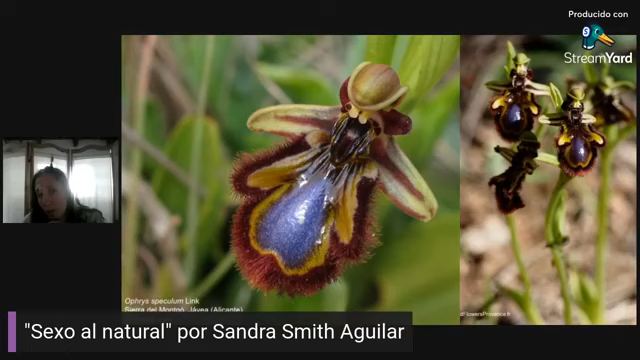 Producido con
StreamYard
Ophrys speculum Link
Sierra del Montgó, Jávea (Alicante)
"Sexo al natural" por Sandra Smith Aguilar